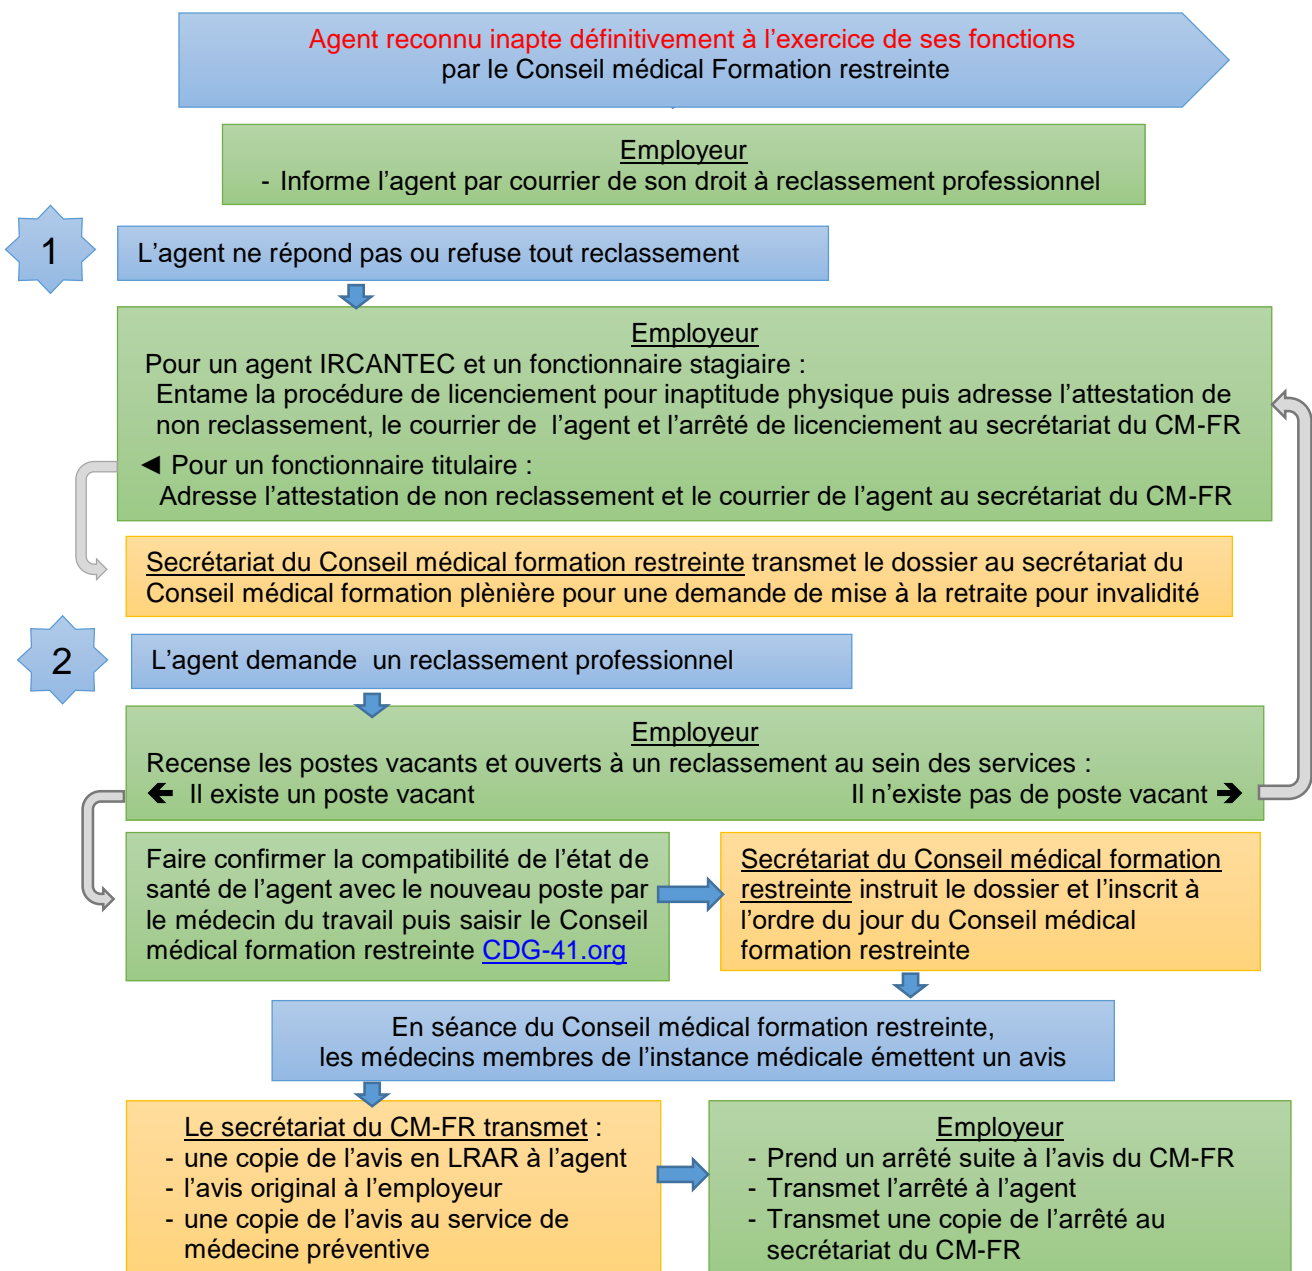 Agent reconnu inapte définitivement à l’exercice de ses fonctions
par le Conseil médical Formation restreinte
Employeur
- Informe l’agent par courrier de son droit à reclassement professionnel
1
L’agent ne répond pas ou refuse tout reclassement
Employeur
Pour un agent IRCANTEC et un fonctionnaire stagiaire :
Entame la procédure de licenciement pour inaptitude physique puis adresse l’attestation de
non reclassement, le courrier de l’agent et l’arrêté de licenciement au secrétariat du CM-FR
◄ Pour un fonctionnaire titulaire :
Adresse l’attestation de non reclassement et le courrier de l’agent au secrétariat du CM-FR
Secrétariat du Conseil médical formation restreinte transmet le dossier au secrétariat du
Conseil médical formation plènière pour une demande de mise à la retraite pour invalidité
2
L’agent demande un reclassement professionnel
Employeur
Recense les postes vacants et ouverts à un reclassement au sein des services :
🡸 Il existe un poste vacant
Il n’existe pas de poste vacant 🡺
Faire confirmer la compatibilité de l’état de
santé de l’agent avec le nouveau poste par
le médecin du travail puis saisir le Conseil
médical formation restreinte CDG-41.org
Secrétariat du Conseil médical formation
restreinte instruit le dossier et l’inscrit à
l’ordre du jour du Conseil médical
formation restreinte
En séance du Conseil médical formation restreinte,
les médecins membres de l’instance médicale émettent un avis
Le secrétariat du CM-FR transmet :
- une copie de l’avis en LRAR à l’agent
- l’avis original à l’employeur
- une copie de l’avis au service de
médecine préventive
Employeur
- Prend un arrêté suite à l’avis du CM-FR
- Transmet l’arrêté à l’agent
- Transmet une copie de l’arrêté au
secrétariat du CM-FR